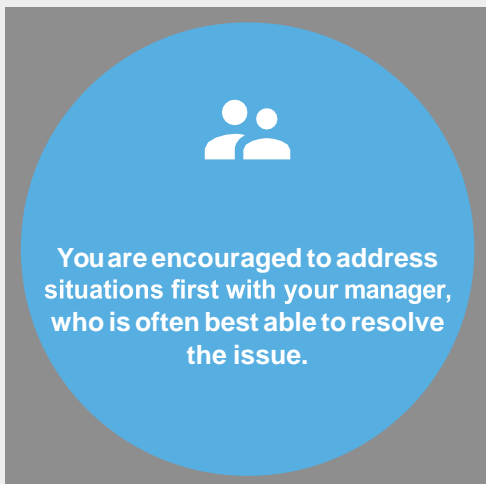 You are encouraged to address
situations first with your manager,
who is often best able to resolve
the issue.